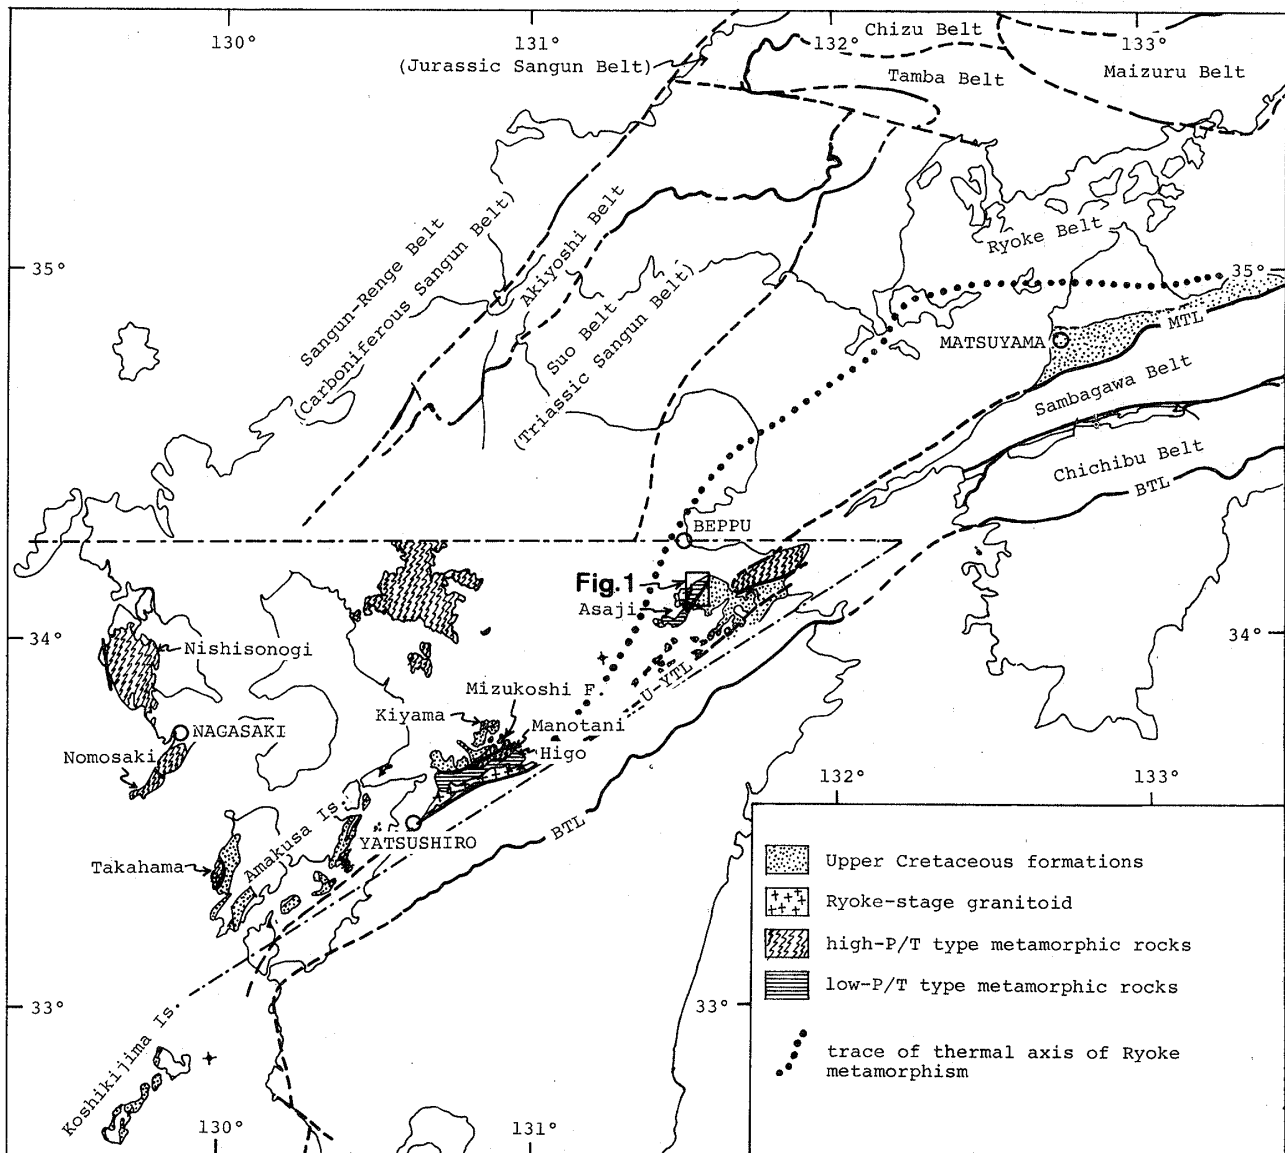 130°
131°
132°
133°
Chizu Belt
(Jurassic Sangun Belt)
Tamba Belt
Maizuru Belt
Sangun-Renge Belt
(Carboniferous Sangun Belt)
Akiyoshi Belt
Suo Belt
(Triassic Sangun Belt)
Ryoke Belt
35°
35°
MATSUYAMA
MTL
Sambagawa Belt
Chichibu Belt
BTL
BEPPU
Fig.1
Asaji
34°
34°
Nishisonogi
U-YTL
Mizukoshi F.
Kiyama
Manotani
NAGASAKI
Higo
Nomosaki
132°
133°
Amakusa Is.
YATSUSHIRO
BTL
Takahama
Upper Cretaceous formations
Ryoke-stage granitoid
high-P/T type metamorphic rocks
low-P/T type metamorphic rocks
33°
33°
Koshikijima Is.
trace of thermal axis of Ryoke
metamorphism
130°
131°